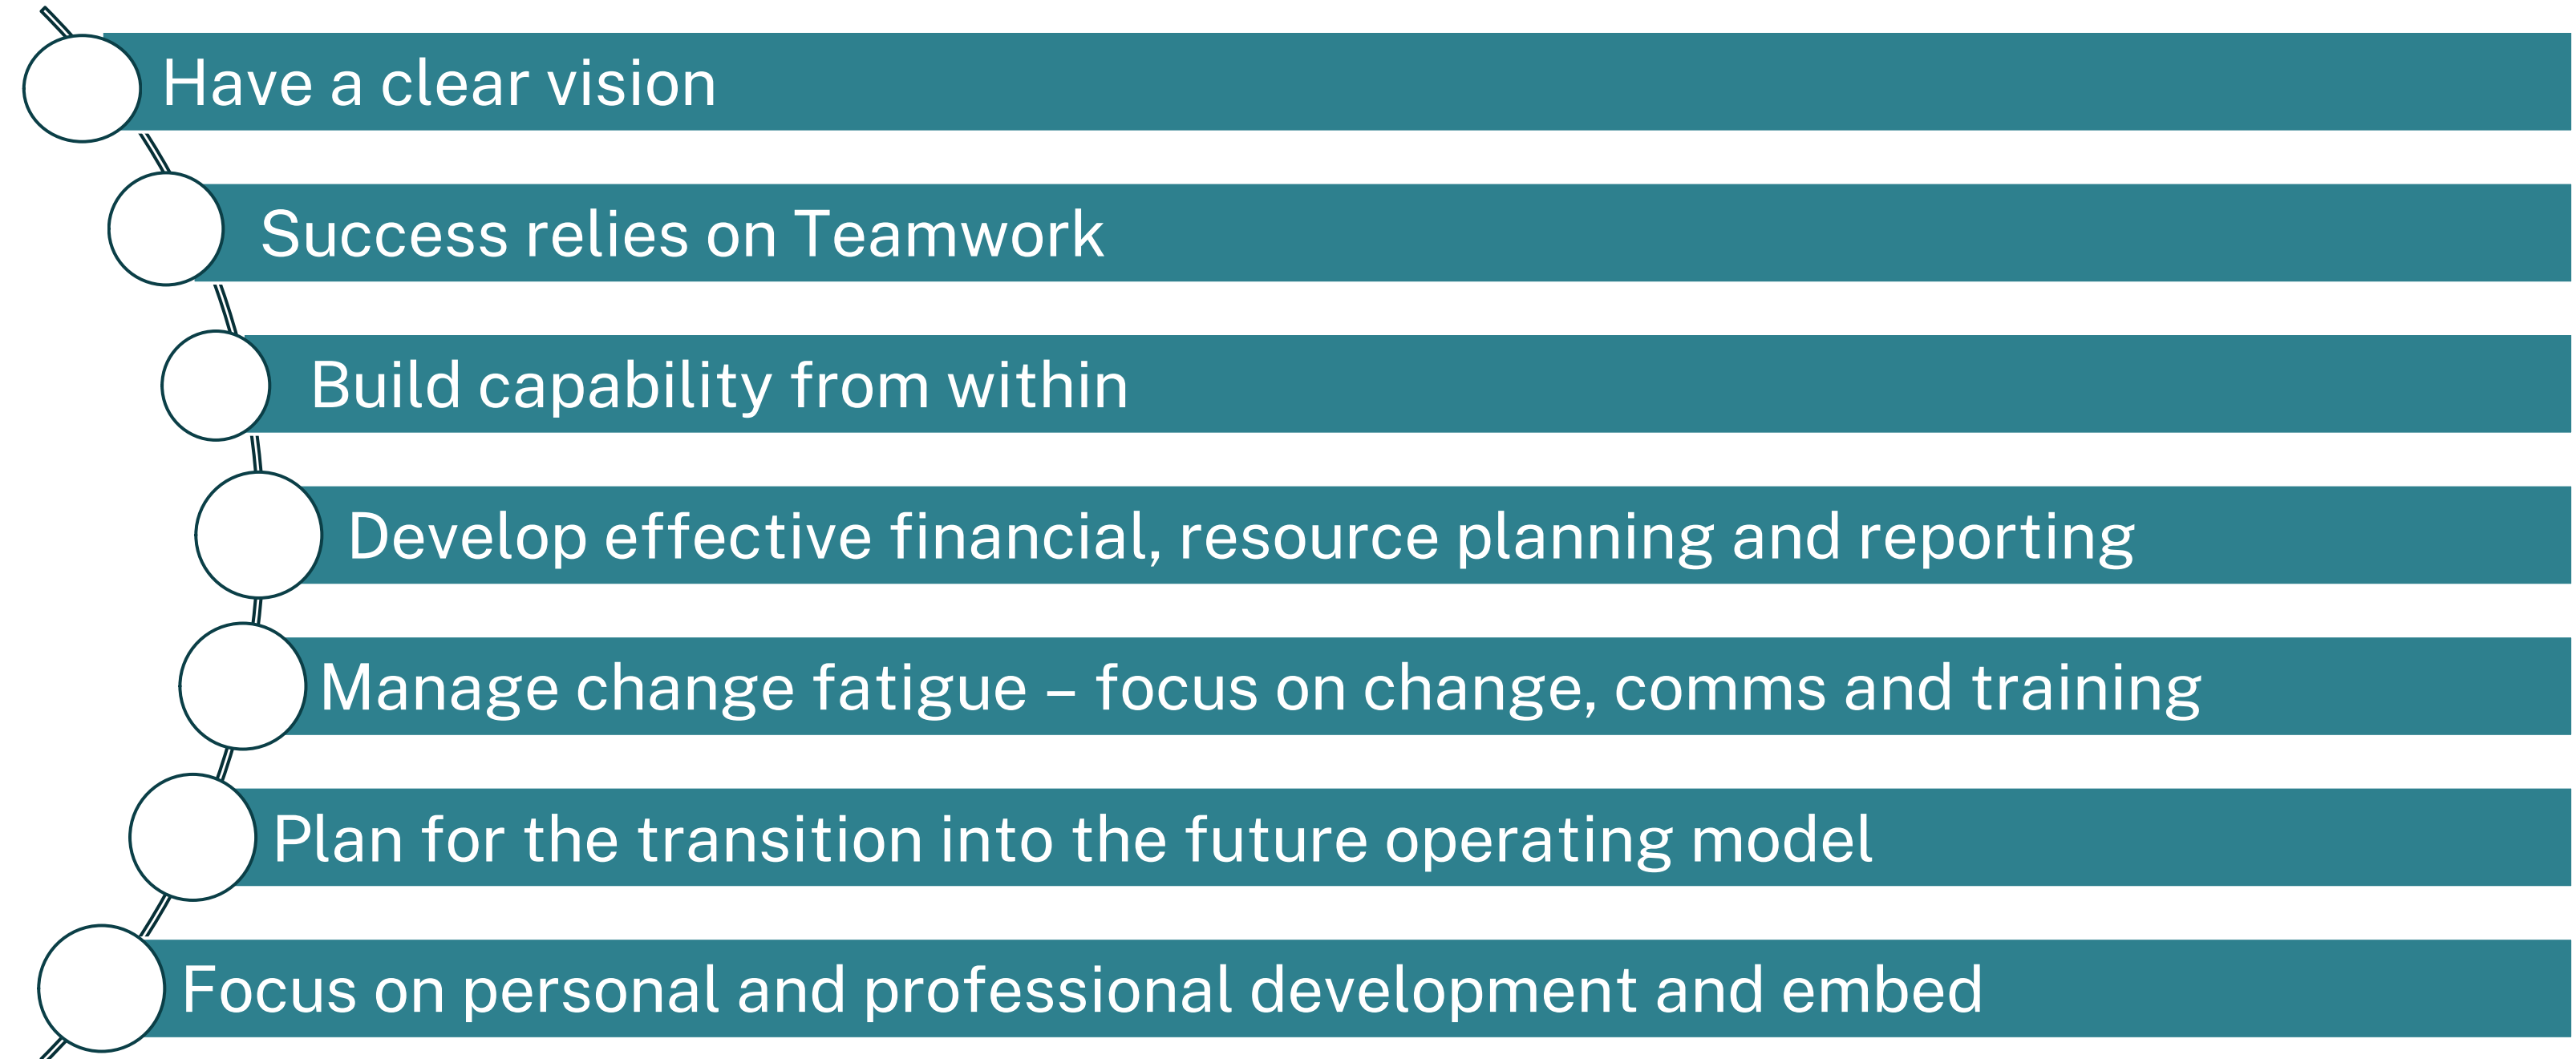 Have a clear vision
Success relies on Teamwork
Build capability from within
Develop effective financial, resource planning and reporting
Manage change fatigue – focus on change, comms and training
Plan for the transition into the future operating model
Focus on personal and professional development and embed